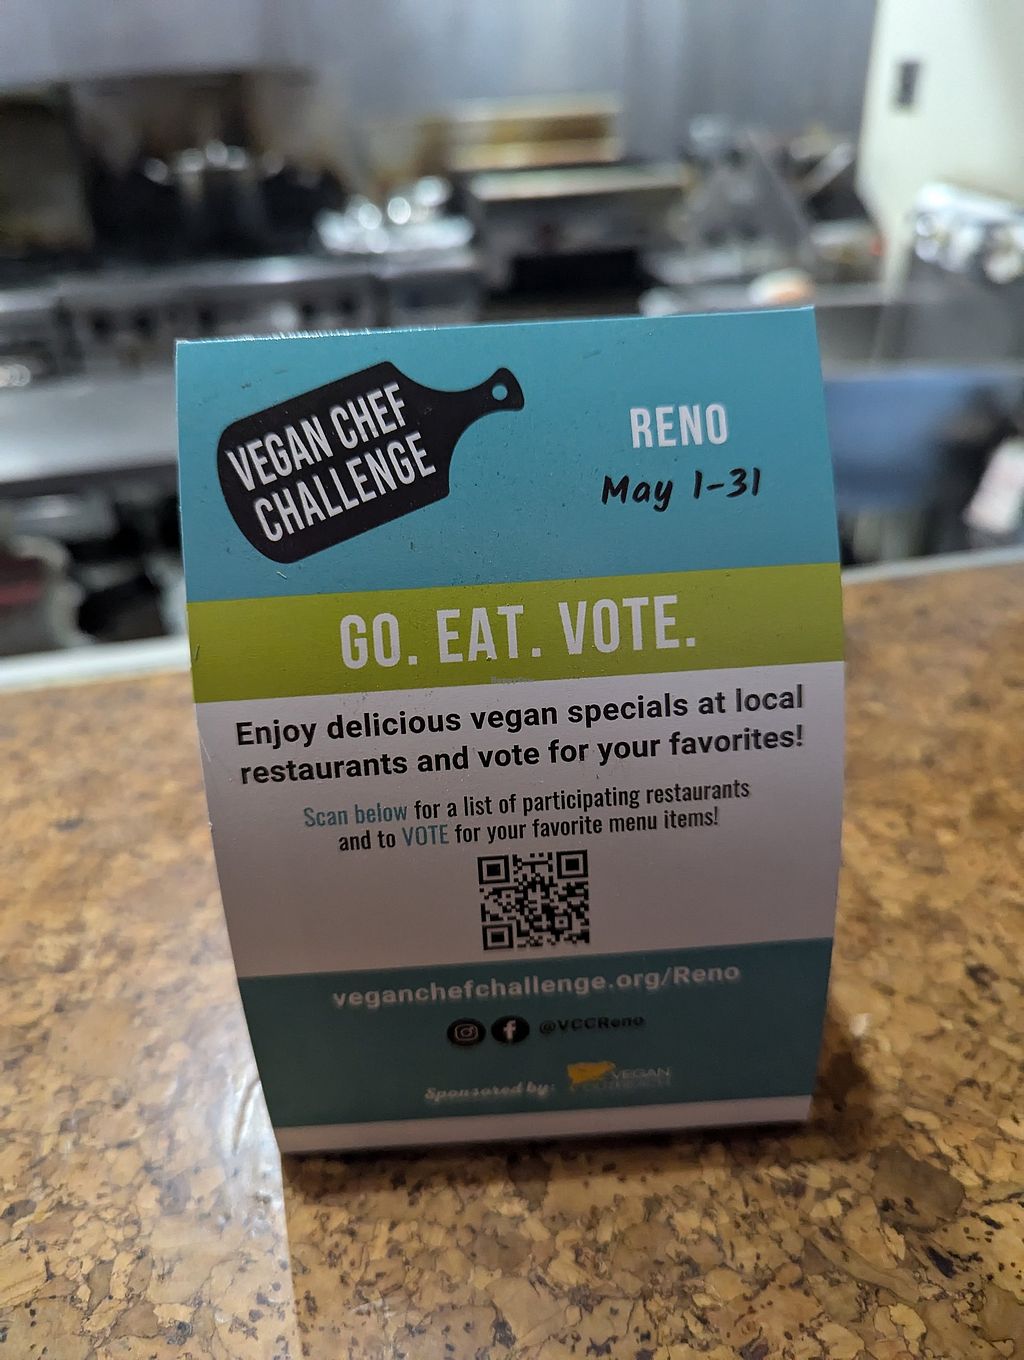 VEGAN CHEF
CHALLENGE
RENO
May 1-31
GO. EAT. VOTE.
Enjoy delicious vegan specials at local
restaurants and vote for your favorites!
Scan below for a list of participating restaurants
and to VOTE for your favorite menu items!
veganchefchallenge.org/Reno
@VCCReno
Sponsored by:
VEGAN
OUTREACH